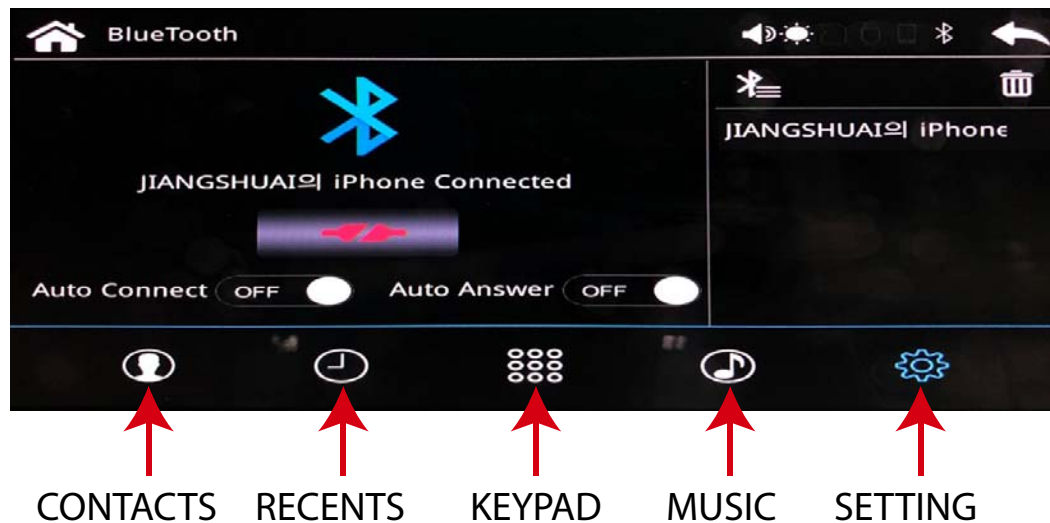 BlueTooth
JIANGSHUAI의 iPhone
JIANGSHUAI의 iPhone Connected
Auto Connect OFF Auto Answer OFF
CONTACTS RECENTS KEYPAD MUSIC SETTING